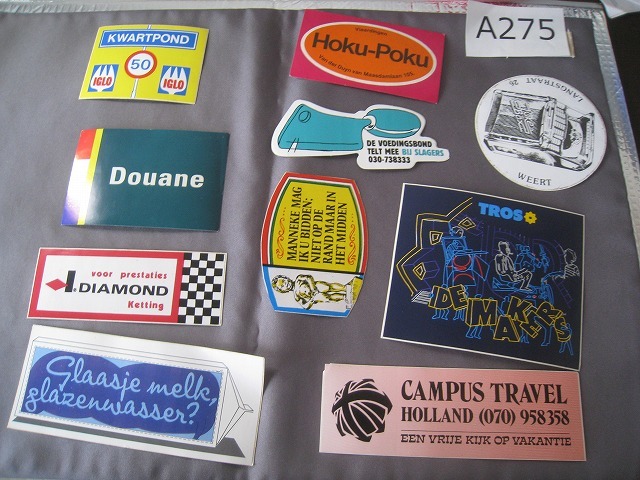 KWARTPOND
50
IGLO
IGLO
Hoku-Poku
A275
DE VOEDINGSBOND
TELT MEE BIJ SLAGERS
030-738333
LANGSTRAAT 26
WEERT
Douane
MANNEKE MAG
IK U BIDDEN;
NIET OP DE
RAND MAAR IN
HET MIDDEN
TROS
DE MAKERS
voor prestaties
DIAMOND
Ketting
Glaasje melk,
glazenwasser?
CAMPUS TRAVEL
HOLLAND (070) 958358
EEN VRIJE KIJK OP VAKANTIE